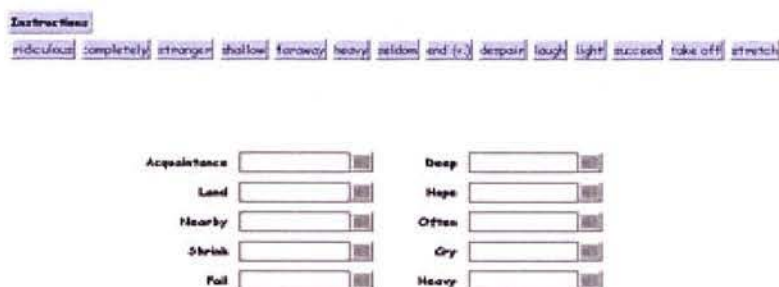 Instructions
ridiculous completely stranger shallow faraway heavy seldom end (v.) despair laugh light succeed take off stretch
Acquaintance Deep
Land Hope
Nearby Often
Shrink Cry
Fail Heavy